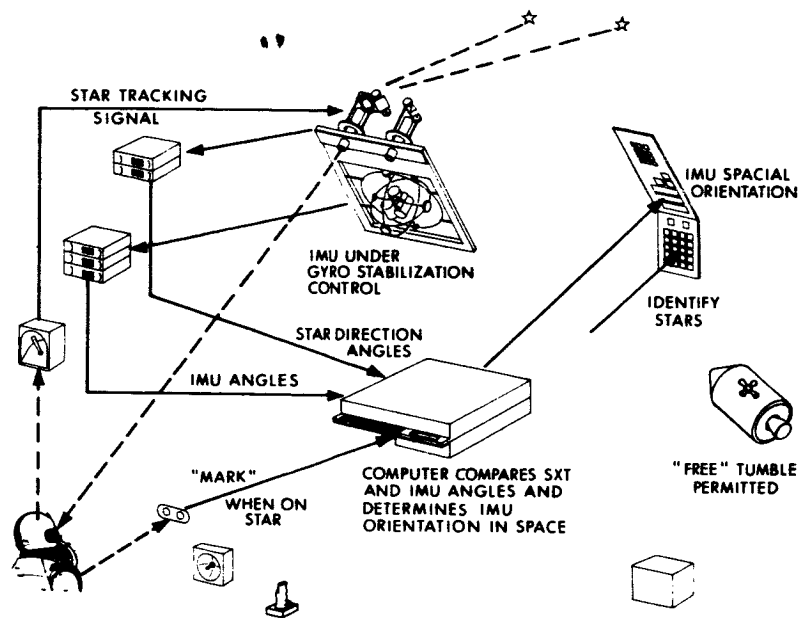 STAR TRACKING
SIGNAL
IMU SPACIAL
ORIENTATION
IMU UNDER
GYRO STABILIZATION
CONTROL
IDENTIFY
STARS
STAR DIRECTION
ANGLES
IMU ANGLES
"MARK"
WHEN ON
STAR
COMPUTER COMPARES SXT
AND IMU ANGLES AND
DETERMINES IMU
ORIENTATION IN SPACE
"FREE" TUMBLE
PERMITTED